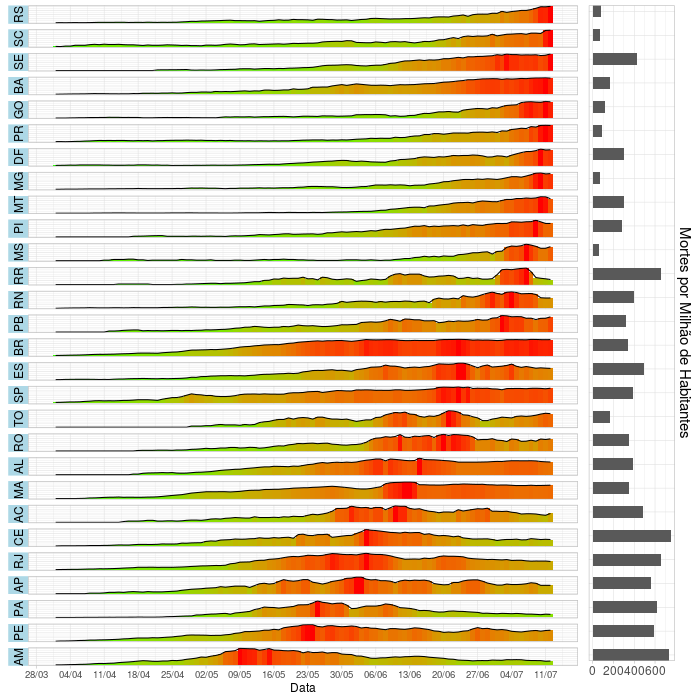 RS
SC
SE
BA
GO
PR
DF
MG
MT
PI
MS
RR
RN
PB
BR
ES
SP
TO
RO
AL
MA
AC
CE
RJ
AP
PA
PE
AM
28/03 04/04 11/04 18/04 25/04 02/05 09/05 16/05 23/05 30/05 06/06 13/06 20/06 27/06 04/07 11/07
Data
0 200400600
Mortes por Milhão de Habitantes